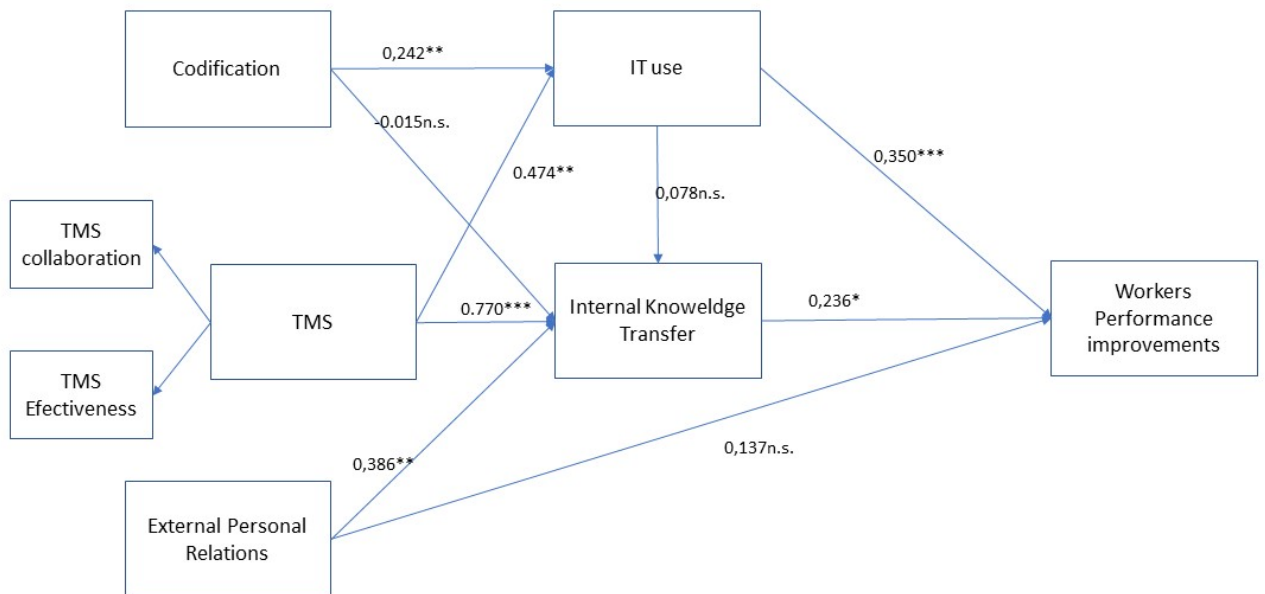 Codification
0,242**
IT use
-0.015n.s.
0.474**
0,078n.s.
0,350***
TMS
collaboration
TMS
0.770***
Internal Knoweldge
Transfer
0,236*
Workers
Performance
improvements
TMS
Efectiveness
0,386**
0,137n.s.
External Personal
Relations